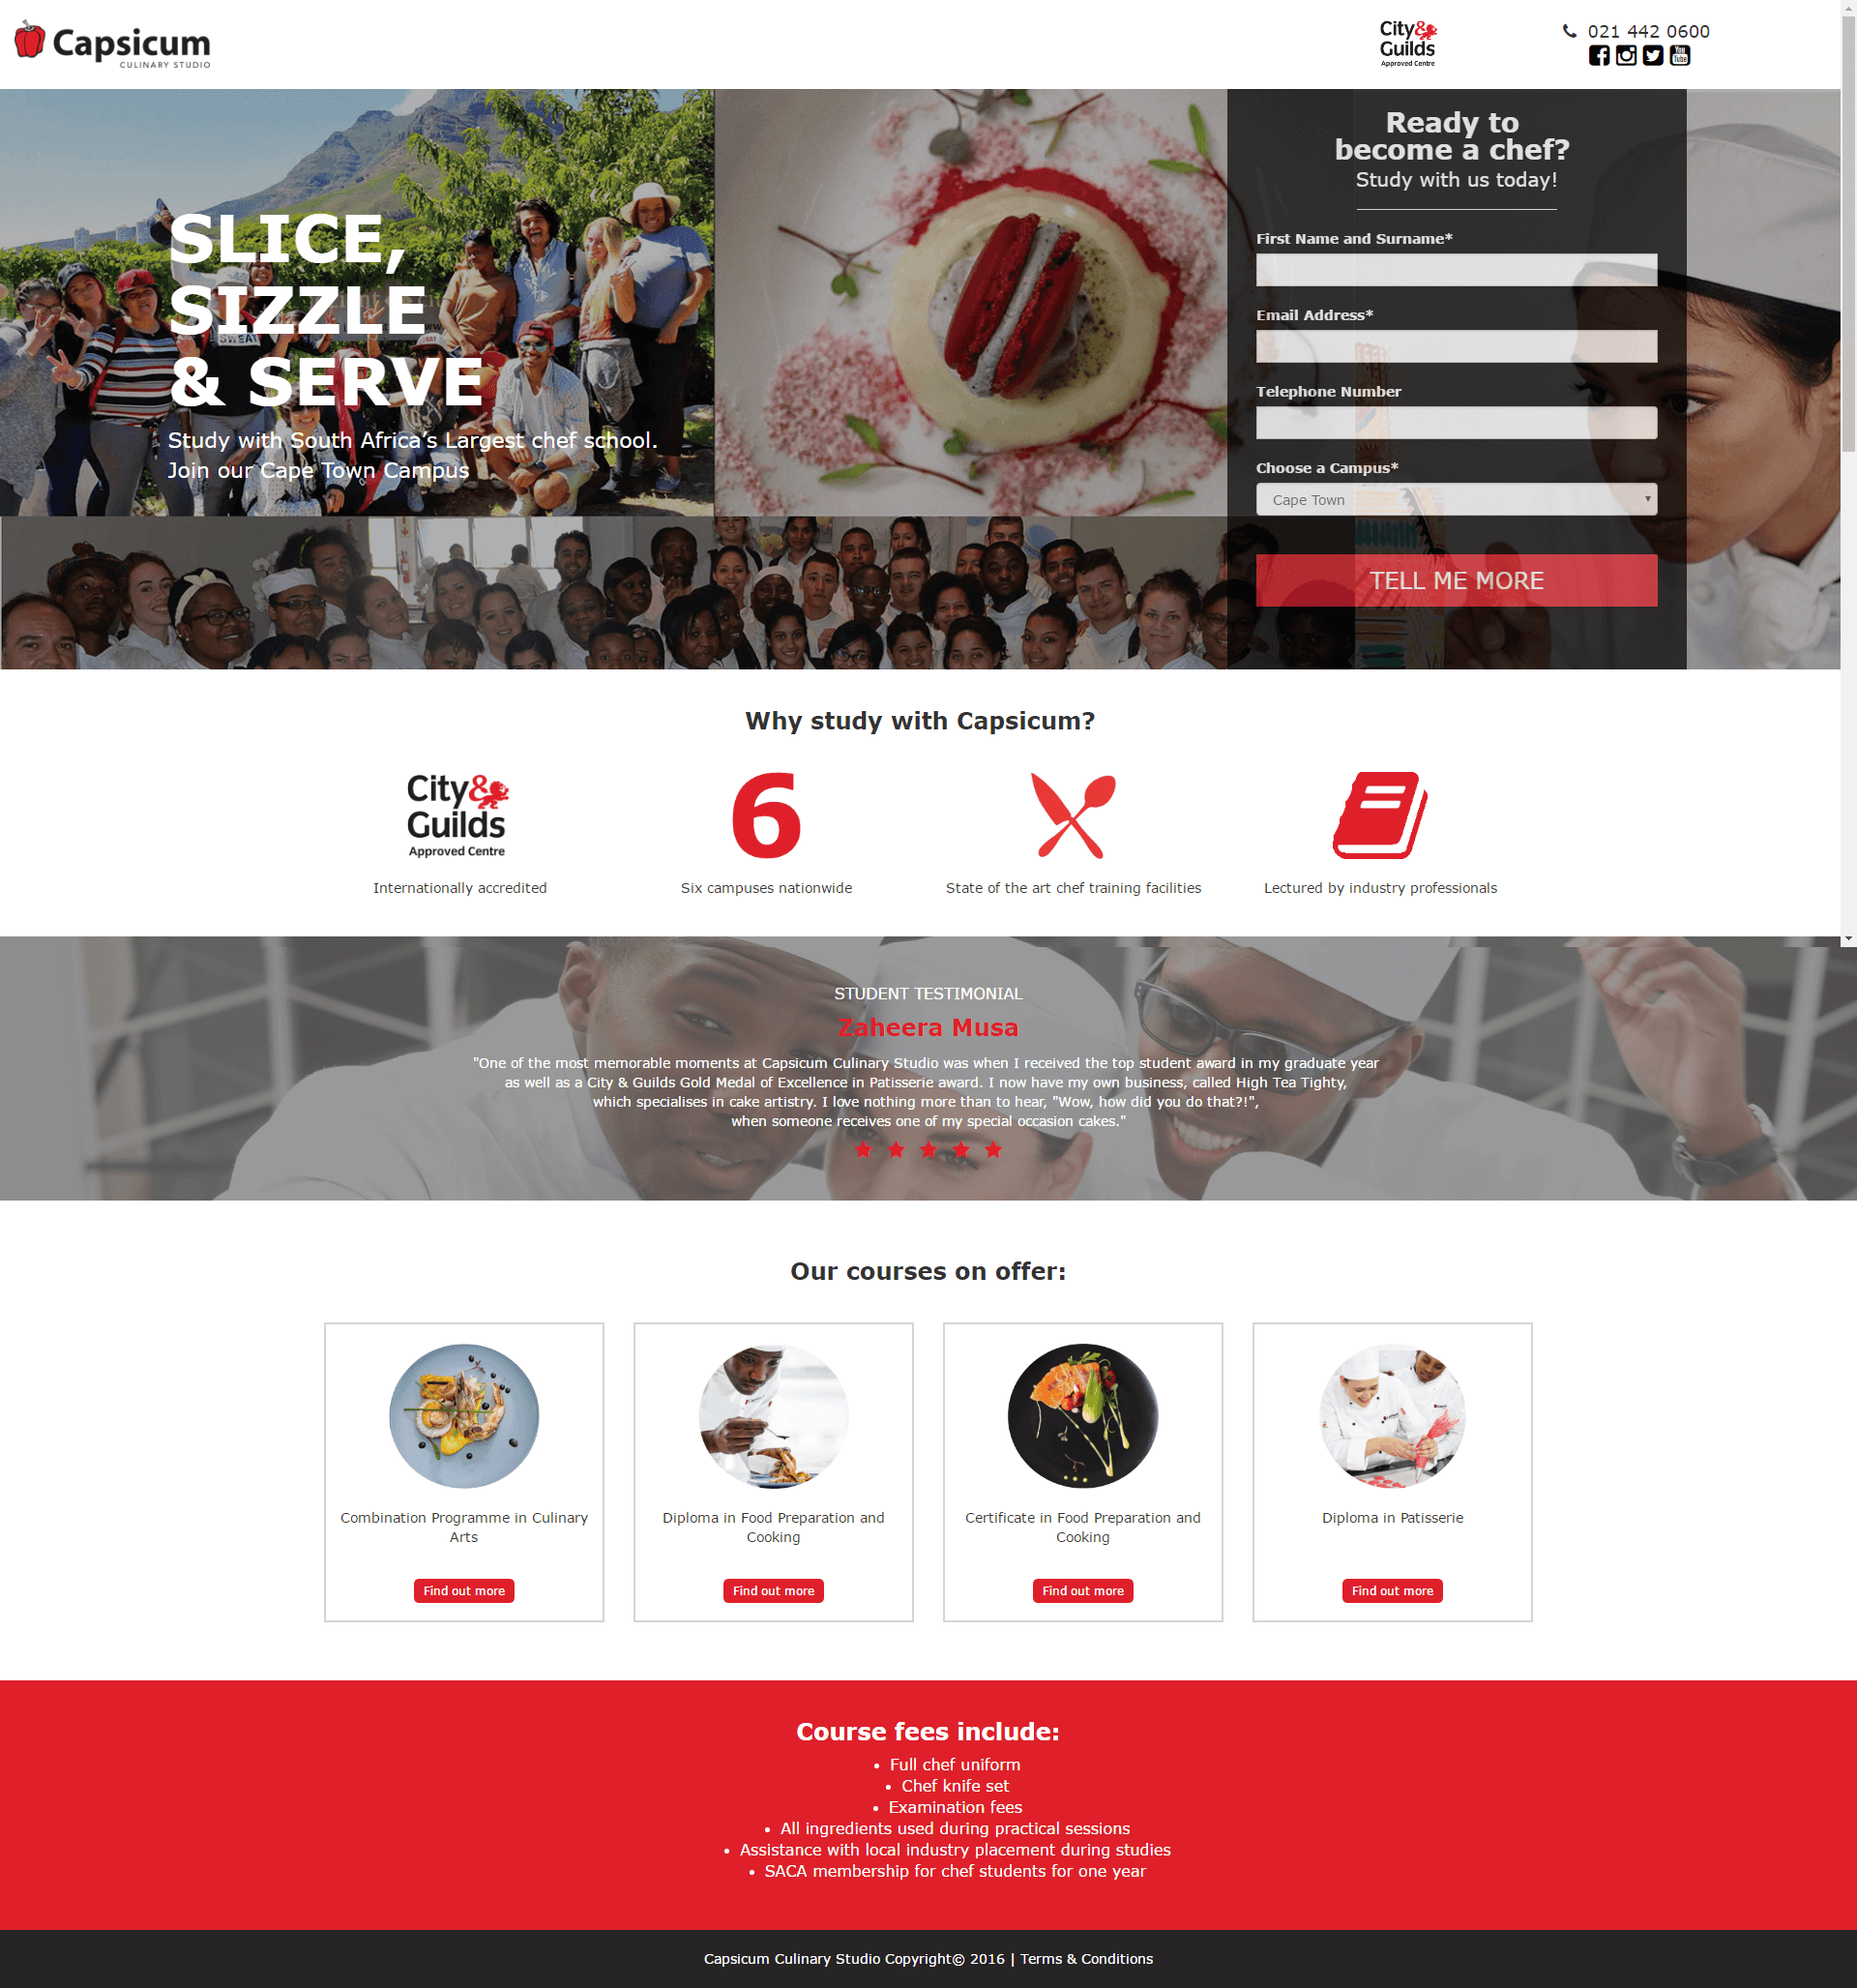 Capsicum
CULINARY STUDIO
City&
Guilds
Approved Centre
021 442 0600
You
Tube
SLICE,
SIZZLE
& SERVE
Study with South Africa's Largest chef school.
Join our Cape Town Campus
Ready to
become a chef?
Study with us today!
First Name and Surname*
Email Address*
Telephone Number
Choose a Campus*
Cape Town
TELL ME MORE
Why study with Capsicum?
City&
Guilds
Approved Centre
6
Internationally accredited
Six campuses nationwide
State of the art chef training facilities
Lectured by industry professionals
STUDENT TESTIMONIAL
Zaheera Musa
"One of the most memorable moments at Capsicum Culinary Studio was when I received the top student award in my graduate year
as well as a City & Guilds Gold Medal of Excellence in Patisserie award. I now have my own business, called High Tea Tighty,
which specialises in cake artistry. I love nothing more than to hear, "Wow, how did you do that?!",
when someone receives one of my special occasion cakes."
Our courses on offer:
Combination Programme in Culinary
Arts
Find out more
Diploma in Food Preparation and
Cooking
Find out more
Certificate in Food Preparation and
Cooking
Find out more
Diploma in Patisserie
Find out more
Course fees include:
• Full chef uniform
• Chef knife set
• Examination fees
• All ingredients used during practical sessions
• Assistance with local industry placement during studies
• SACA membership for chef students for one year
Capsicum Culinary Studio Copyright© 2016 | Terms & Conditions